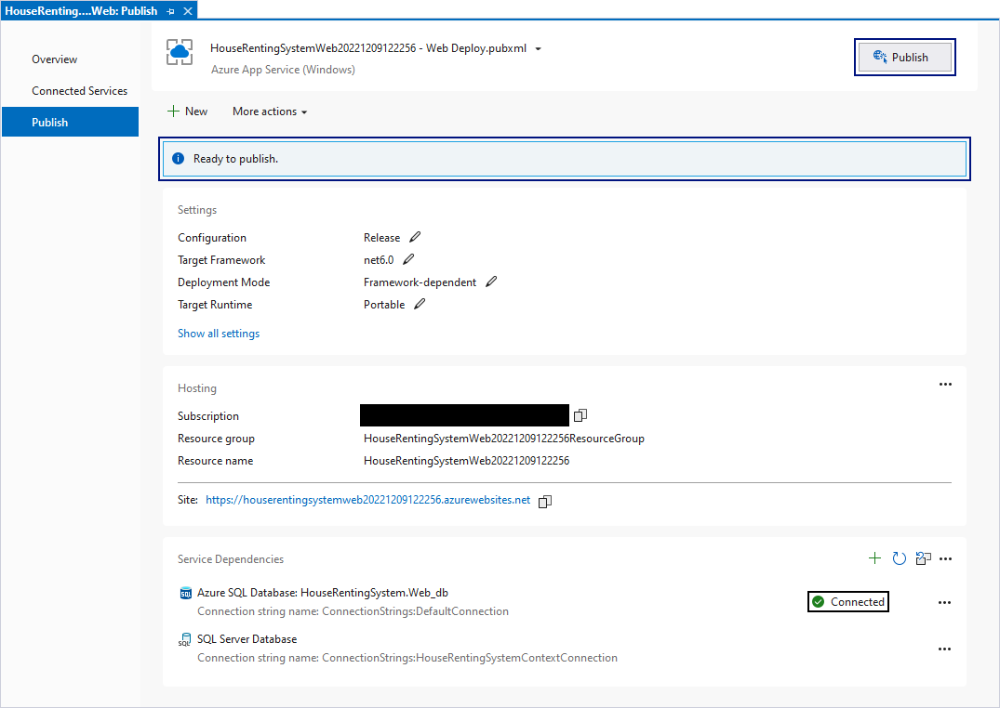 HouseRenting....Web: Publish
Overview
Connected Services
Publish
HouseRentingSystemWeb20221209122256 - Web Deploy.pubxml
Azure App Service (Windows)
Publish
New More actions
Ready to publish.
Settings
Configuration Release
Target Framework net6.0
Deployment Mode Framework-dependent
Target Runtime Portable
Show all settings
Hosting
Subscription
Resource group HouseRentingSystemWeb20221209122256ResourceGroup
Resource name HouseRentingSystemWeb20221209122256
Site: https://houserentingsystemweb20221209122256.azurewebsites.net
Service Dependencies
Azure SQL Database: HouseRentingSystem.Web_db
Connection string name: ConnectionStrings:DefaultConnection
Connected
SQL Server Database
Connection string name: ConnectionStrings:HouseRentingSystemContextConnection